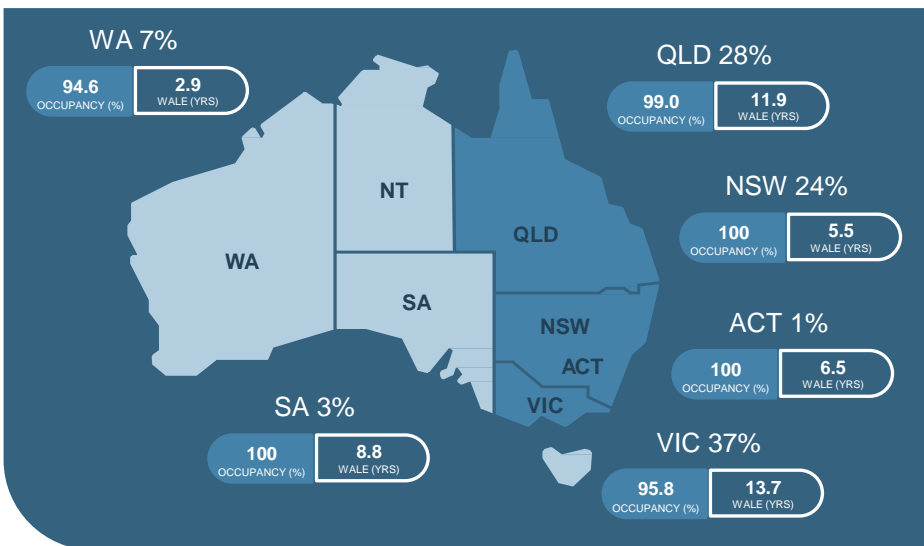 WA 7%
94.6
OCCUPANCY (%)
2.9
WALE (YRS)
QLD 28%
99.0
OCCUPANCY (%)
11.9
WALE (YRS)
NSW 24%
100
OCCUPANCY (%)
5.5
WALE (YRS)
ACT 1%
100
OCCUPANCY (%)
6.5
WALE (YRS)
SA 3%
100
OCCUPANCY (%)
8.8
WALE (YRS)
VIC 37%
95.8
OCCUPANCY (%)
13.7
WALE (YRS)
NT
QLD
WA
SA
NSW
ACT
VIC